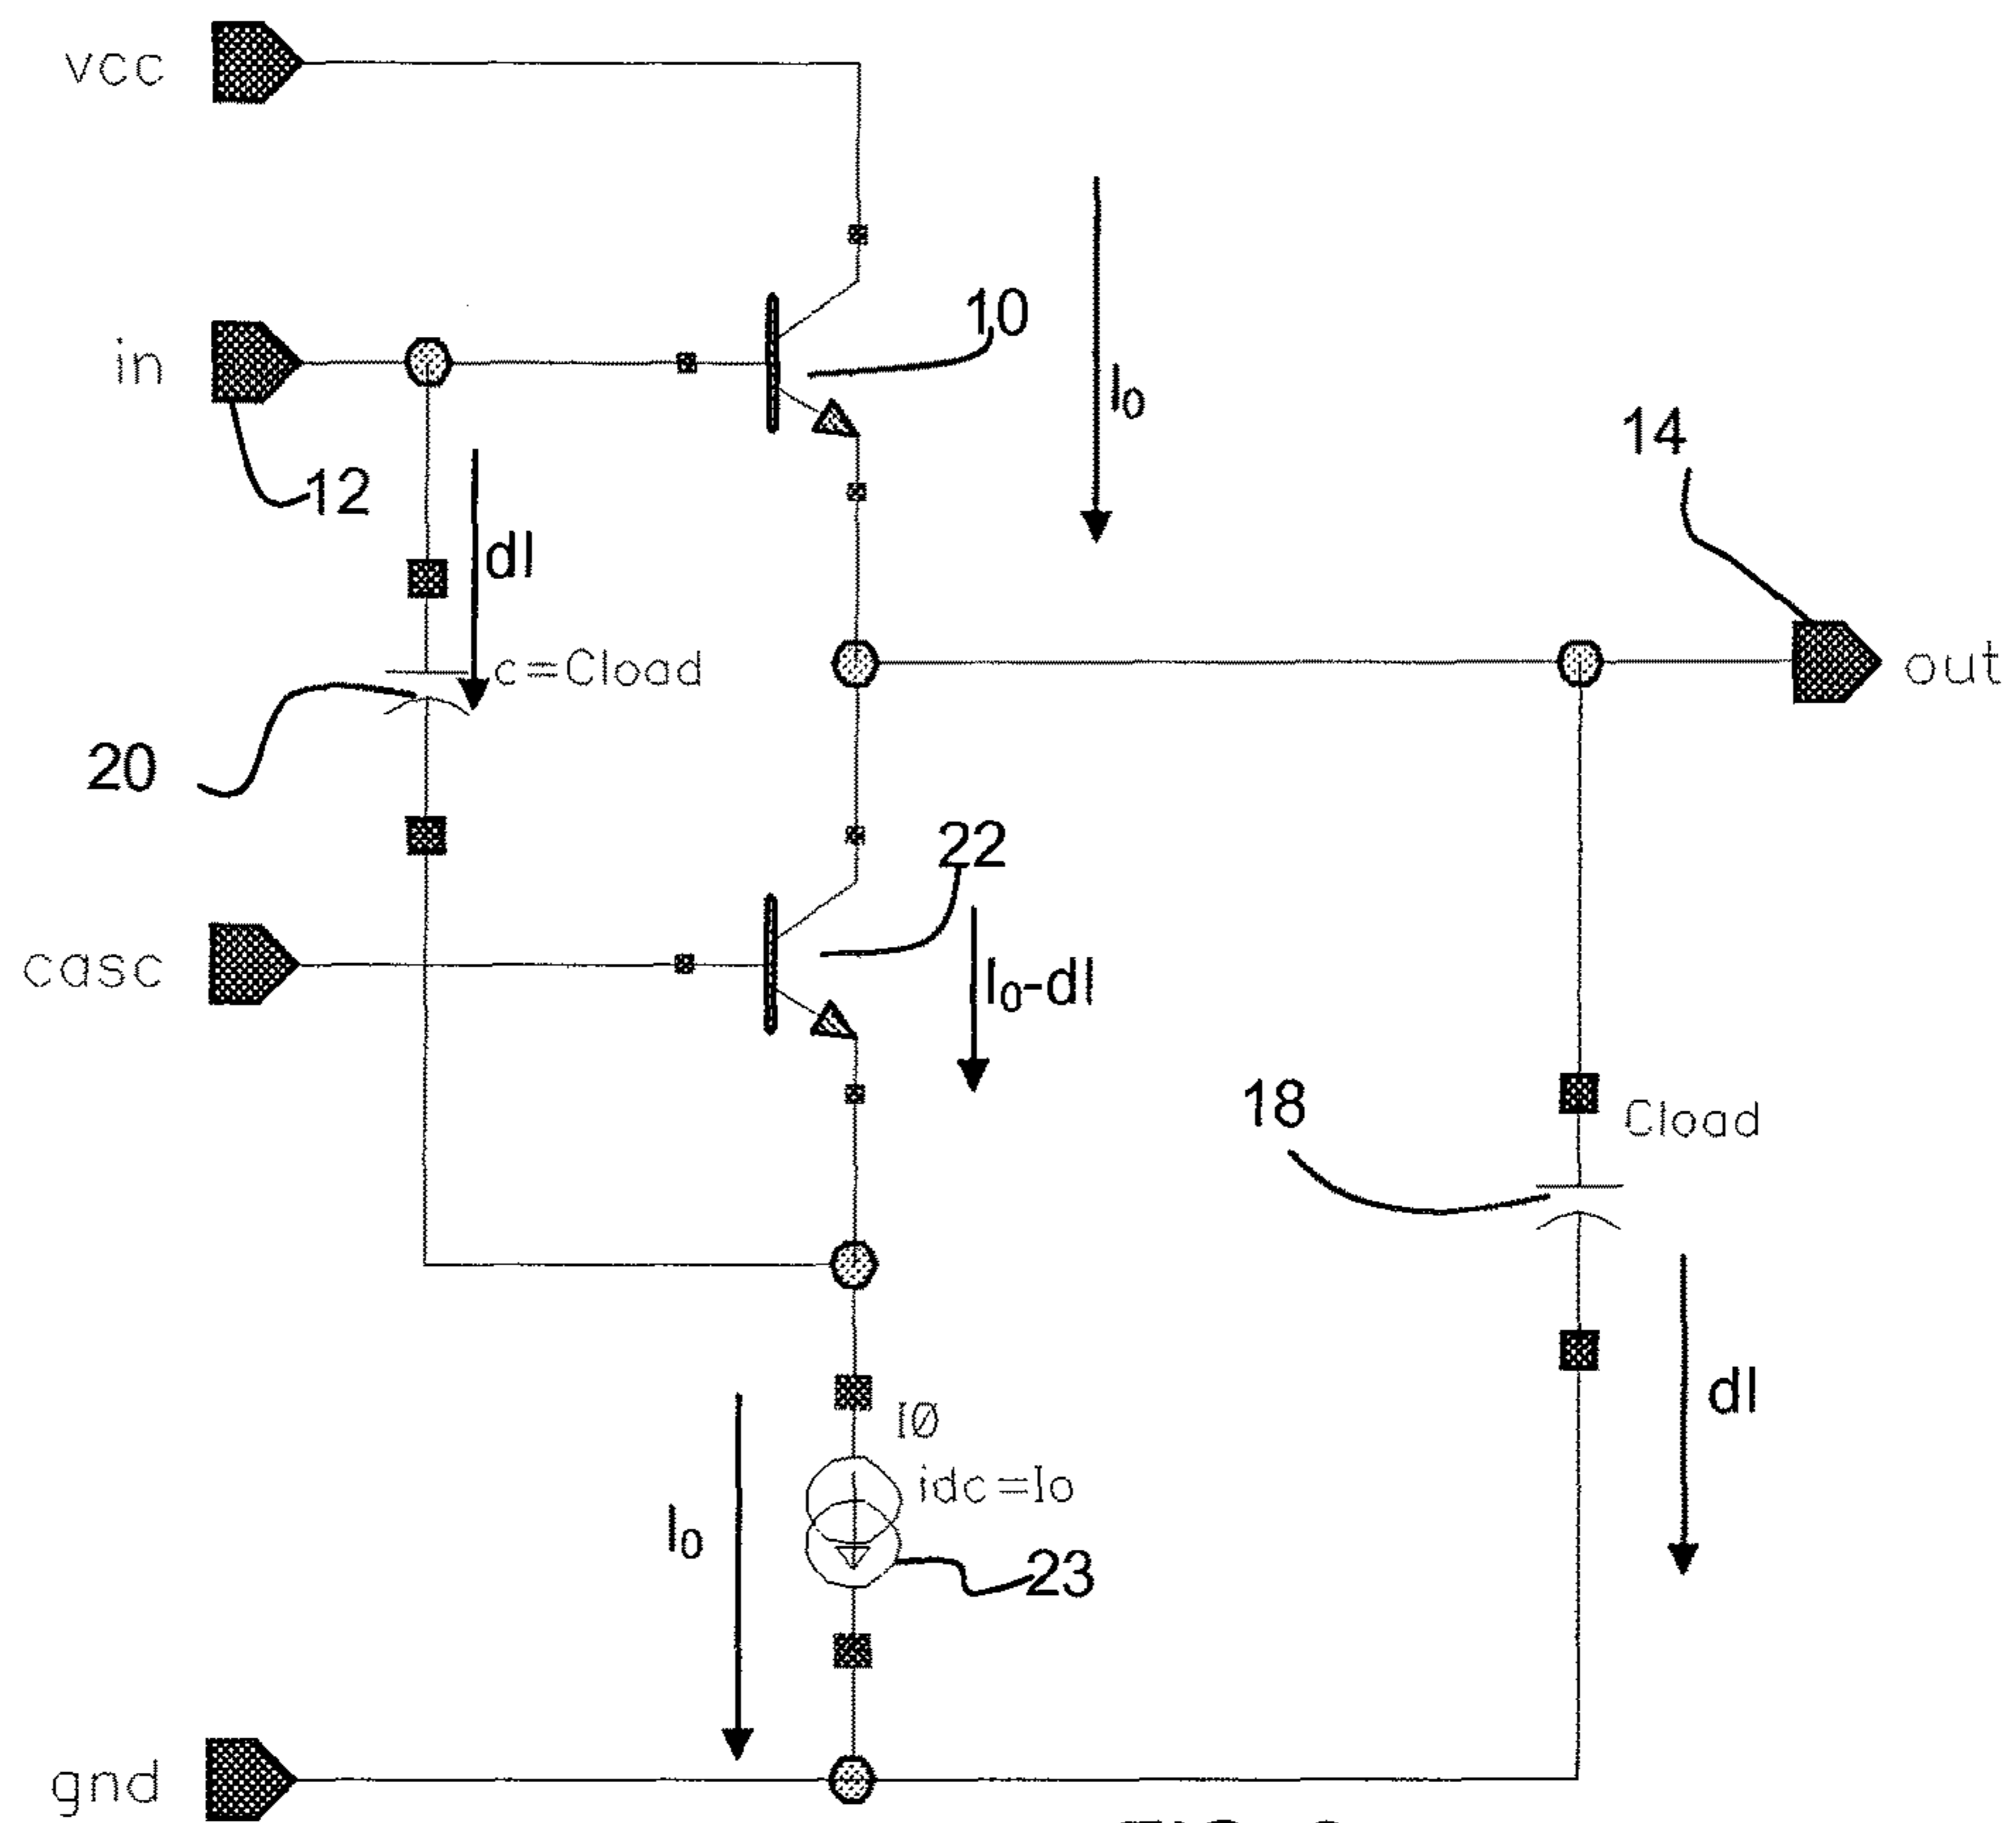 vcc
10
in
I0
14
12
dI
c=Cload
out
20
22
casc
I0-dI
18
Cload
IØ
dI
idc=Io
I0
23
gnd